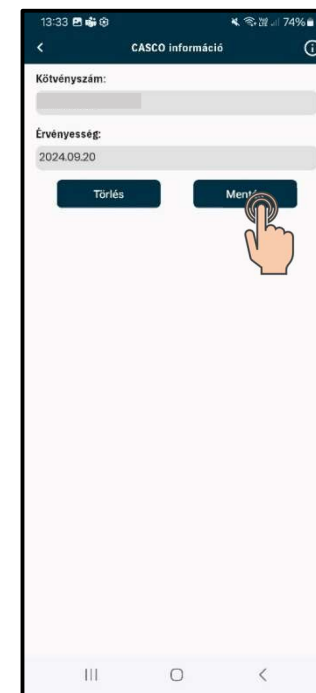 13:33 74%
CASCO információ
Kötvényszám:
Érvényesség:
2024.09.20
Törlés